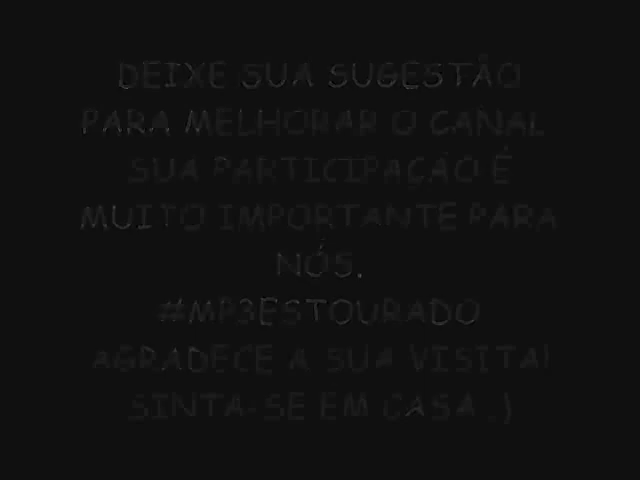 DEIXE SUA SUGESTÃO
PARA MELHORAR O CANAL
SUA PARTICIPAÇÃO É
MUITO IMPORTANTE PARA
NÓS.
#MP3ESTOURADO
AGRADECE A SUA VISITA!
SINTA-SE EM CASA :)